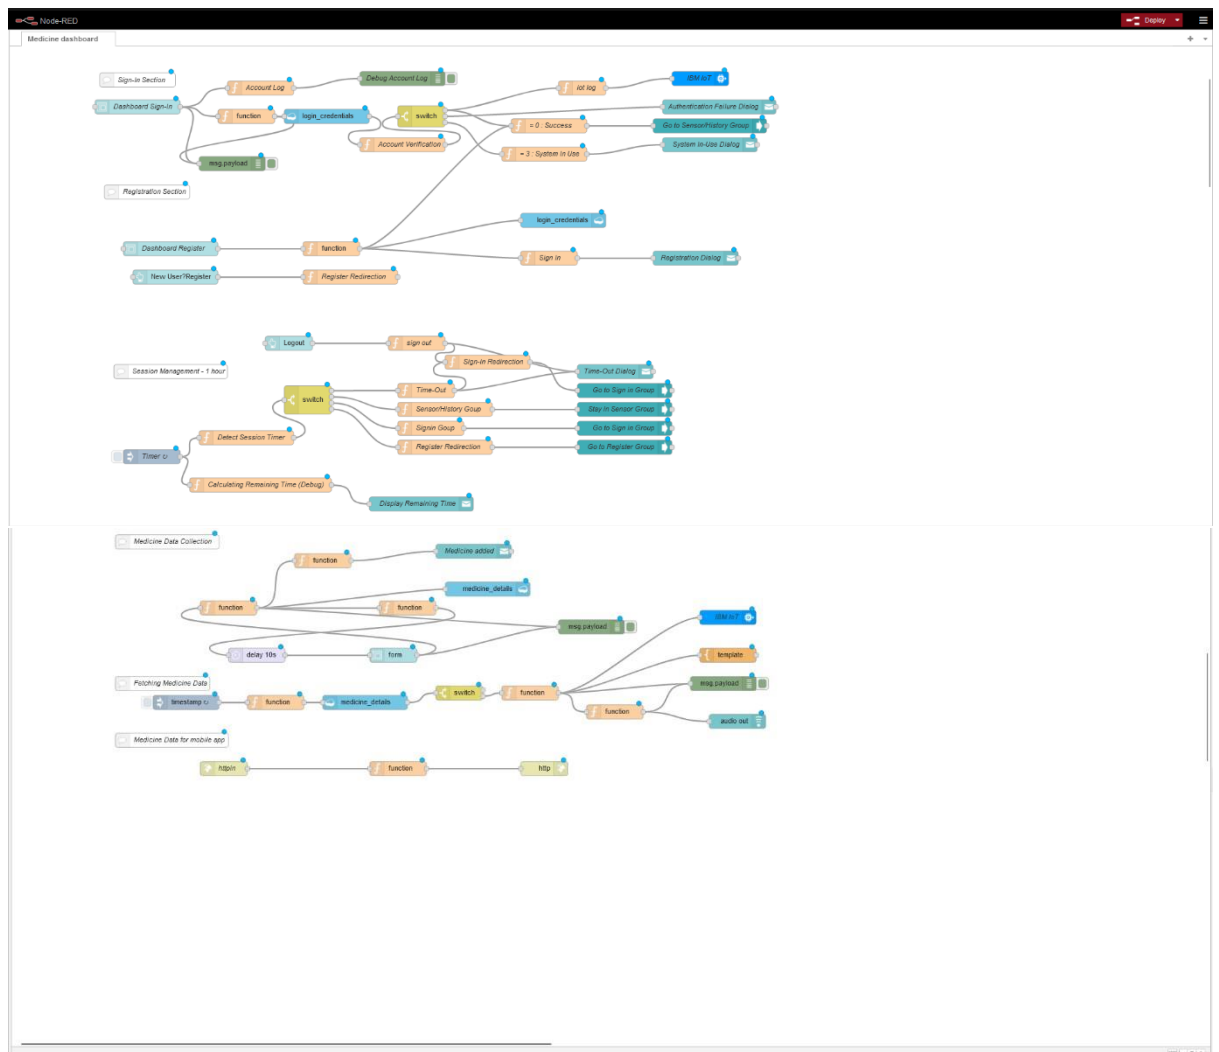 Node-RED
Deploy
Medicine dashboard
Sign-in Section
Account Log
Debug Account Log
Iot log
IBM IoT
Dashboard Sign-In
function
login_credentials
switch
Authentication Failure Dialog
= 0 : Success
Go to Sensor/History Group
Account Verification
= 3 : System In Use
System In-Use Dialog
msg.payload
Registration Section
login_credentials
Dashboard Register
function
Sign in
Registration Dialog
New User?Register
Register Redirection
Logout
sign out
Session Management - 1 hour
Sign-In Redirection
Time-Out Dialog
switch
Time-Out
Go to Sign in Group
Sensor/History Goup
Stay in Sensor Group
Signin Goup
Go to Sign in Group
Detect Session Timer
Register Redirection
Go to Register Group
Timer ↻
Calculating Remaining Time (Debug)
Display Remaining Time
Medicine Data Collection
function
Medicine added
medicine_details
function
function
msg.payload
IBM IoT
delay 10s
form
template
Fetching Medicine Data
msg.payload
timestamp ↻
function
medicine_details
switch
function
function
audio out
Medicine Data for mobile app
httpin
function
http